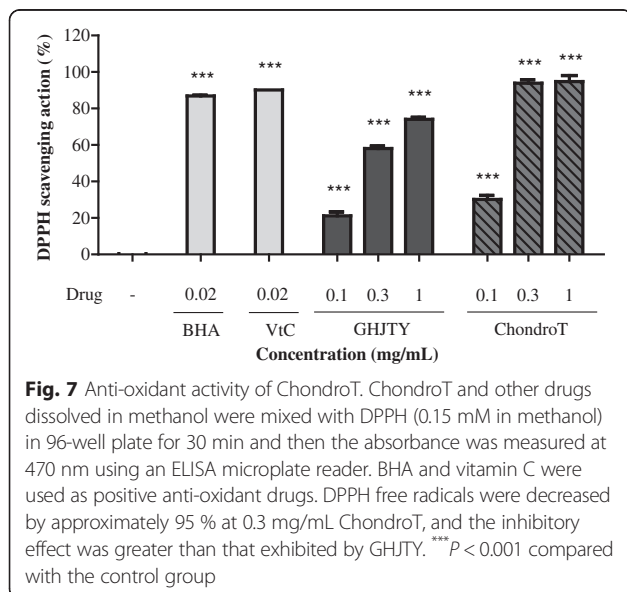 120
100
80
60
40
20
0
DPPH scavenging action (%)
***
***
***
***
***
***
***
***
Drug - 0.02 0.02 0.1 0.3 1 0.1 0.3 1
BHA VtC GHJTY ChondroT
Concentration (mg/mL)
Fig. 7 Anti-oxidant activity of ChondroT. ChondroT and other drugs
dissolved in methanol were mixed with DPPH (0.15 mM in methanol)
in 96-well plate for 30 min and then the absorbance was measured at
470 nm using an ELISA microplate reader. BHA and vitamin C were
used as positive anti-oxidant drugs. DPPH free radicals were decreased
by approximately 95 % at 0.3 mg/mL ChondroT, and the inhibitory
effect was greater than that exhibited by GHJTY. ***P < 0.001 compared
with the control group